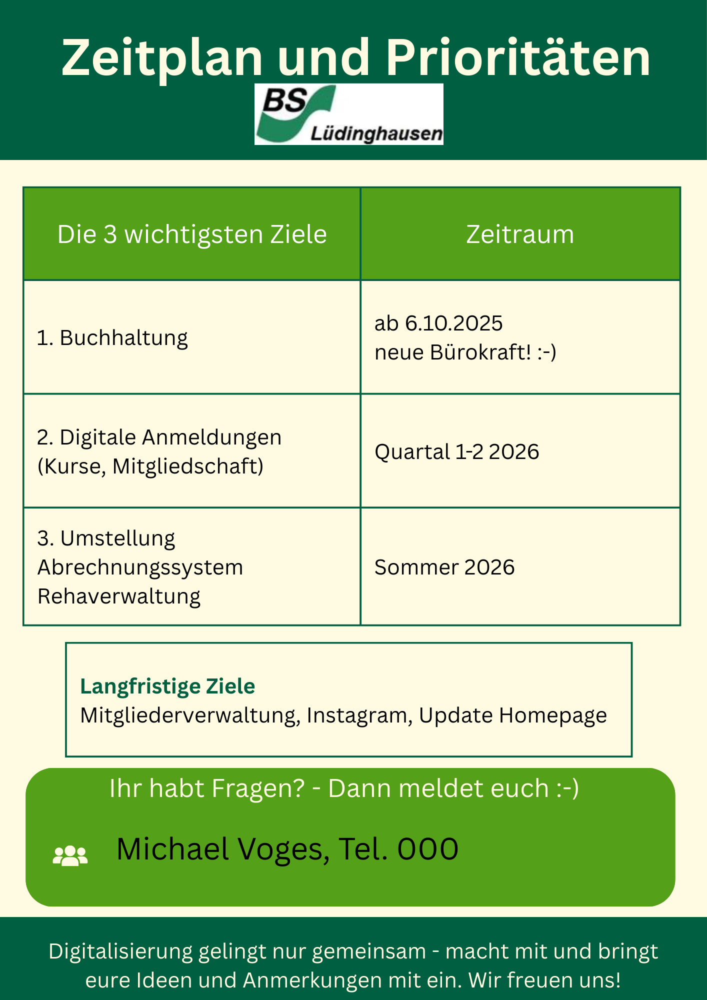 Zeitplan und Prioritäten
BS
Lüdinghausen
Die 3 wichtigsten Ziele
Zeitraum
1. Buchhaltung
ab 6.10.2025
neue Bürokraft! :-)
2. Digitale Anmeldungen
(Kurse, Mitgliedschaft)
Quartal 1-2 2026
3. Umstellung
Abrechnungssystem
Rehaverwaltung
Sommer 2026
Langfristige Ziele
Mitgliederverwaltung, Instagram, Update Homepage
Ihr habt Fragen? - Dann meldet euch :-)
Michael Voges, Tel. 000
Digitalisierung gelingt nur gemeinsam - macht mit und bringt
eure Ideen und Anmerkungen mit ein. Wir freuen uns!